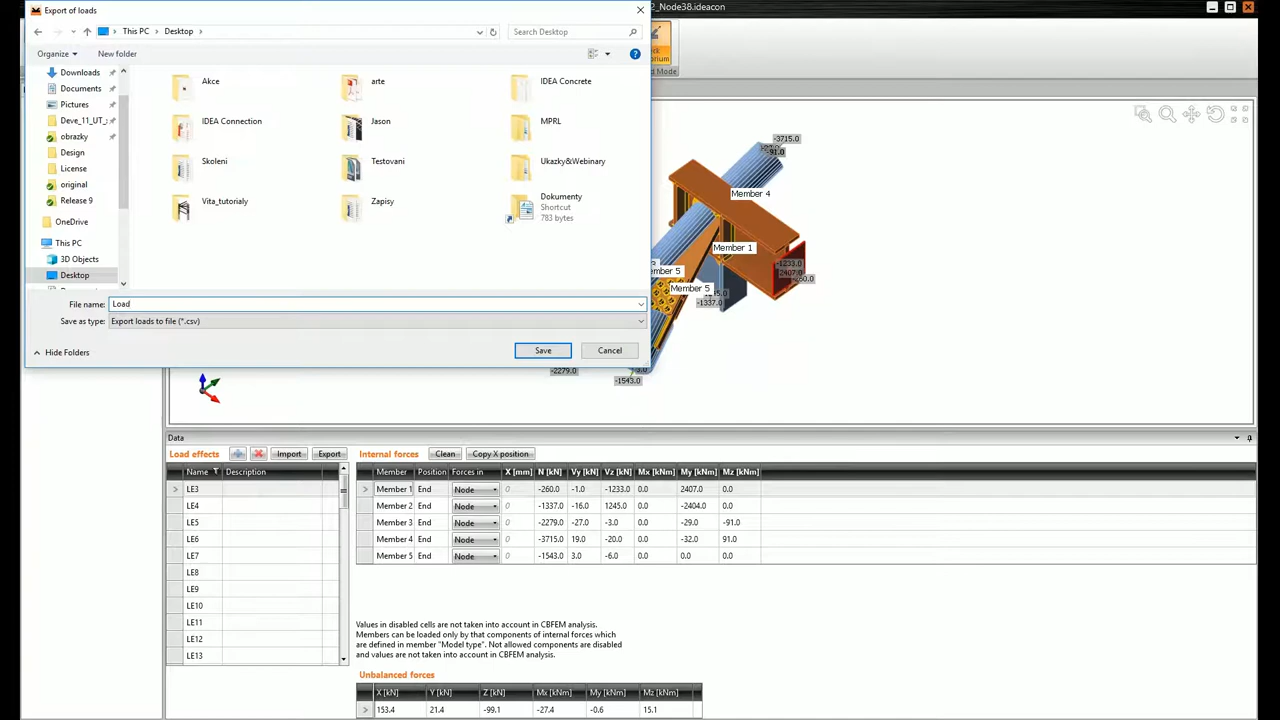 Export of loads
2_Node38.ideacon
This PC > Desktop >
Search Desktop
Organize
New folder
Downloads
Documents
Pictures
Deve_11_UT_
obrazky
Design
License
original
Release 9
OneDrive
This PC
3D Objects
Desktop
Akce
arte
IDEA Concrete
IDEA Connection
Jason
MPRL
Skoleni
Testovani
Ukazky&Webinary
Vita_tutorialy
Zapisy
Dokumenty
Shortcut
783 bytes
File name: Load
Save as type: Export loads to file (*.csv)
Hide Folders
Save
Cancel
Mode
-3715.0
-91.0
Member 4
Member 1
-1233.0
2407.0
-260.0
ember 5
Member 5
-1337.0
-2279.0
-1543.0
Data
Load effects Import Export
Name Description
LE3
LE4
LE5
LE6
LE7
LE8
LE9
LE10
LE11
LE12
LE13
Internal forces Clean Copy X position
Member Position Forces in X [mm] N [kN] Vy [kN] Vz [kN] Mx [kNm] My [kNm] Mz [kNm]
Member 1 End Node 0 -260.0 -1.0 -1233.0 0.0 2407.0 0.0
Member 2 End Node 0 -1337.0 -16.0 1245.0 0.0 -2404.0 0.0
Member 3 End Node 0 -2279.0 -27.0 -3.0 0.0 -29.0 -91.0
Member 4 End Node 0 -3715.0 19.0 -20.0 0.0 -32.0 91.0
Member 5 End Node 0 -1543.0 3.0 -6.0 0.0 0.0 0.0
Values in disabled cells are not taken into account in CBFEM analysis.
Members can be loaded only by that components of internal forces which
are defined in member "Model type". Not allowed components are disabled
and values are not taken into account in CBFEM analysis.
Unbalanced forces
X [kN] Y [kN] Z [kN] Mx [kNm] My [kNm] Mz [kNm]
153.4 21.4 -99.1 -27.4 -0.6 15.1